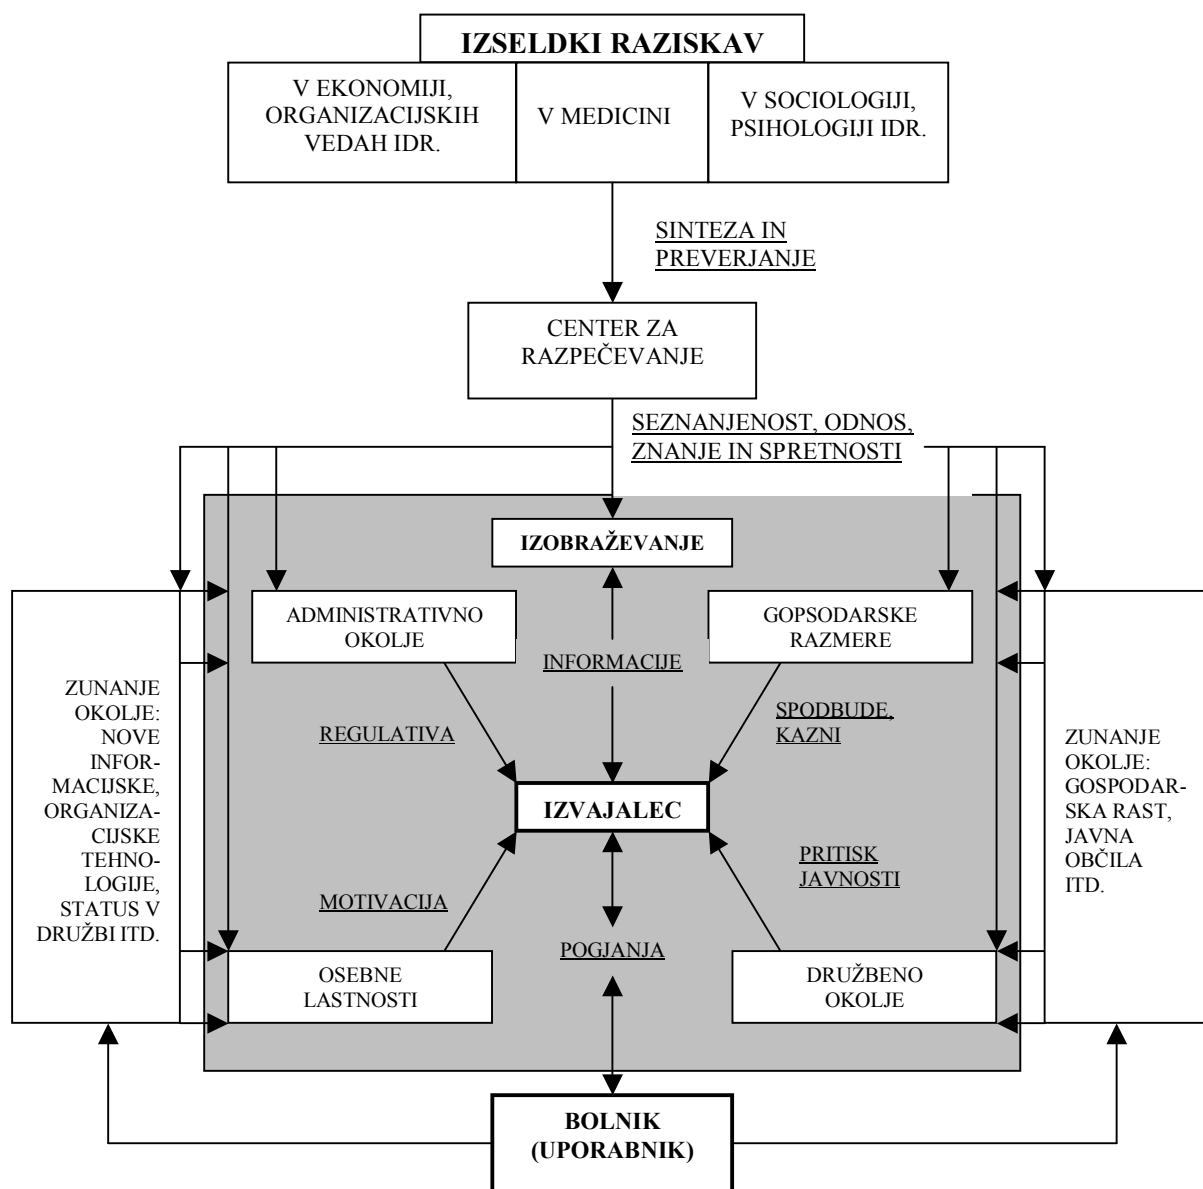 IZSELDKI RAZISKAV
V EKONOMIJI,
ORGANIZACIJSKIH
VEDAH IDR.
V MEDICINI
V SOCIOLOGIJI,
PSIHOLOGIJI IDR.
SINTEZA IN
PREVERJANJE
CENTER ZA
RAZPEČEVANJE
SEZNANJENOST, ODNOS,
ZNANJE IN SPRETNOSTI
IZOBRAŽEVANJE
ADMINISTRATIVNO
OKOLJE
GOPSODARSKE
RAZMERE
INFORMACIJE
REGULATIVA
SPODBUDE,
KAZNI
ZUNANJE
OKOLJE:
NOVE
INFOR-
MACIJSKE,
ORGANIZA-
CIJSKE
TEHNO-
LOGIJE,
STATUS V
DRUŽBI ITD.
IZVAJALEC
ZUNANJE
OKOLJE:
GOSPODAR-
SKA RAST,
JAVNA
OBČILA
ITD.
MOTIVACIJA
PRITISK
JAVNOSTI
POGJANJA
OSEBNE
LASTNOSTI
DRUŽBENO
OKOLJE
BOLNIK
(UPORABNIK)